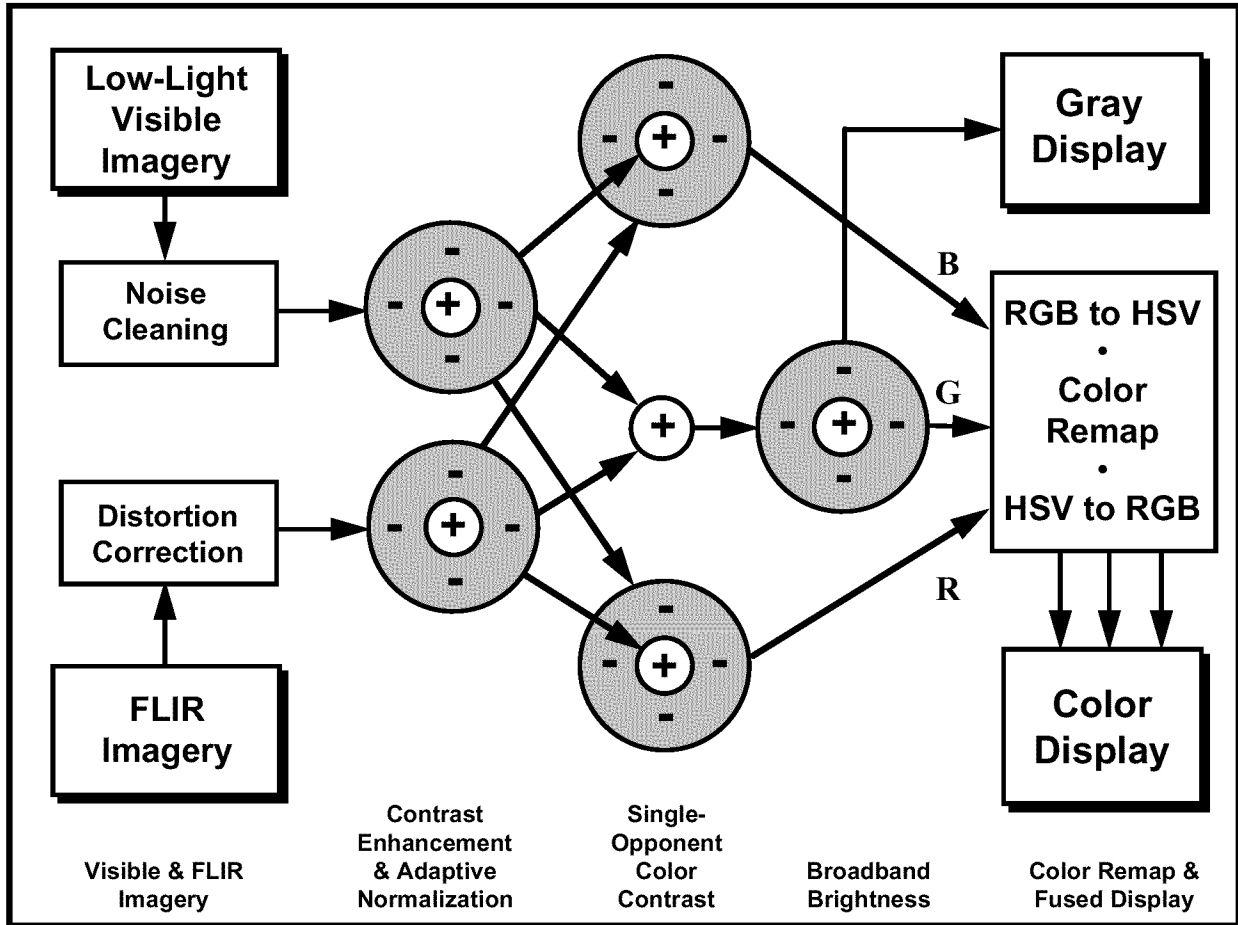 Low-Light
Visible
Imagery
Noise
Cleaning
Distortion
Correction
FLIR
Imagery
+
-
-
-
-
+
-
-
-
-
+
-
-
-
-
+
+
-
-
-
-
+
-
-
-
-
B
G
R
Gray
Display
RGB to HSV
•
Color
Remap
•
HSV to RGB
Color
Display
Visible & FLIR
Imagery
Contrast
Enhancement
& Adaptive
Normalization
Single-
Opponent
Color
Contrast
Broadband
Brightness
Color Remap &
Fused Display